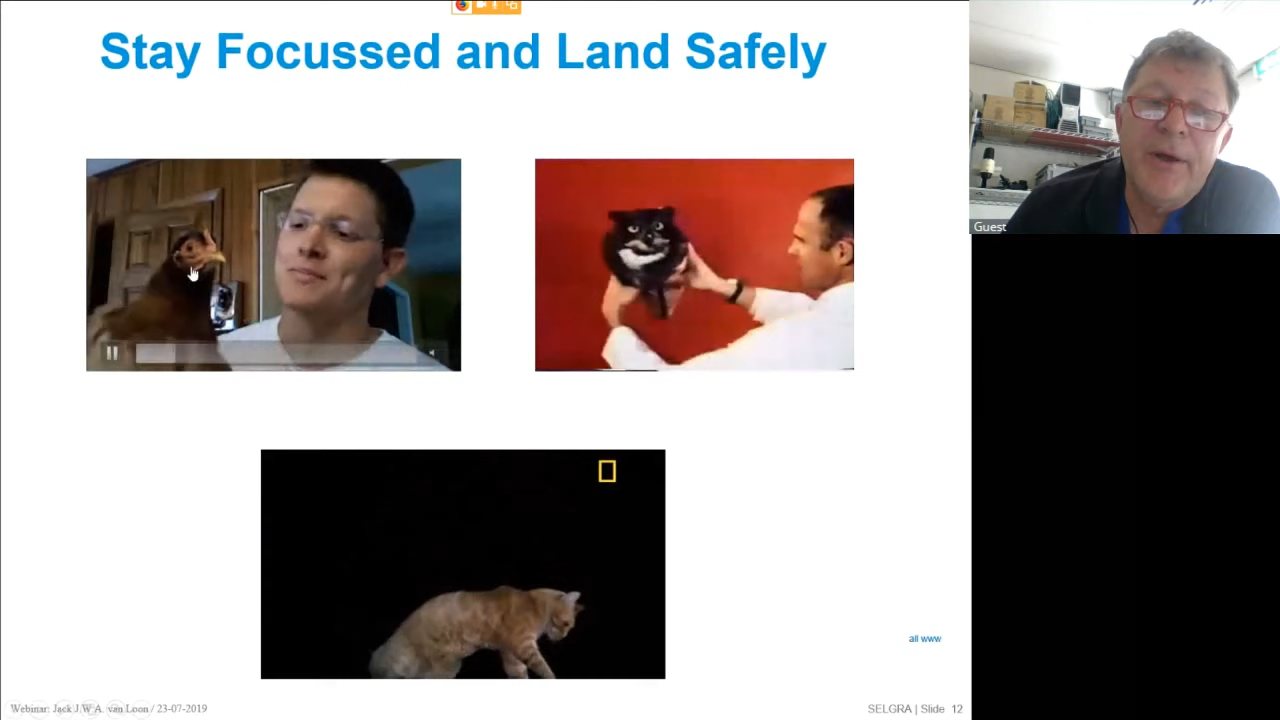 Stay Focussed and Land Safely
Guest
all www
Webinar: Jack J.W.A. van Loon / 23-07-2019
SELGRA | Slide 12